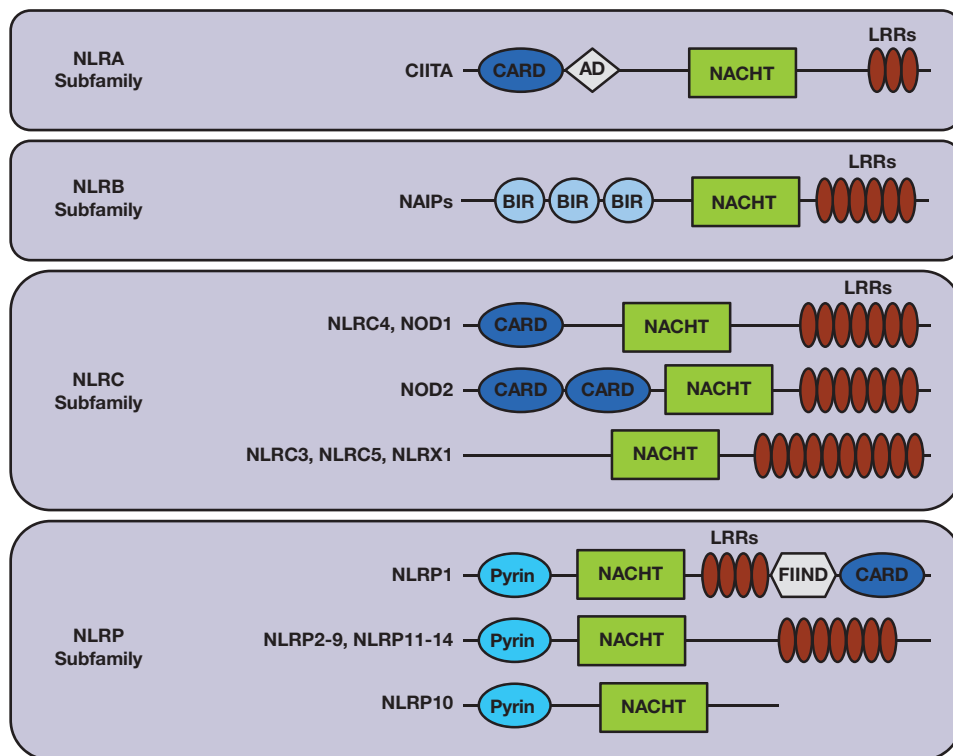 NLRA
Subfamily
LRRs
CIITA CARD AD NACHT
NLRB
Subfamily
LRRs
NAIPs BIR BIR BIR NACHT
NLRC
Subfamily
LRRs
NLRC4, NOD1 CARD NACHT
NOD2 CARD CARD NACHT
NLRC3, NLRC5, NLRX1 NACHT
NLRP
Subfamily
LRRs
NLRP1 Pyrin NACHT FIIND CARD
NLRP2-9, NLRP11-14 Pyrin NACHT
NLRP10 Pyrin NACHT